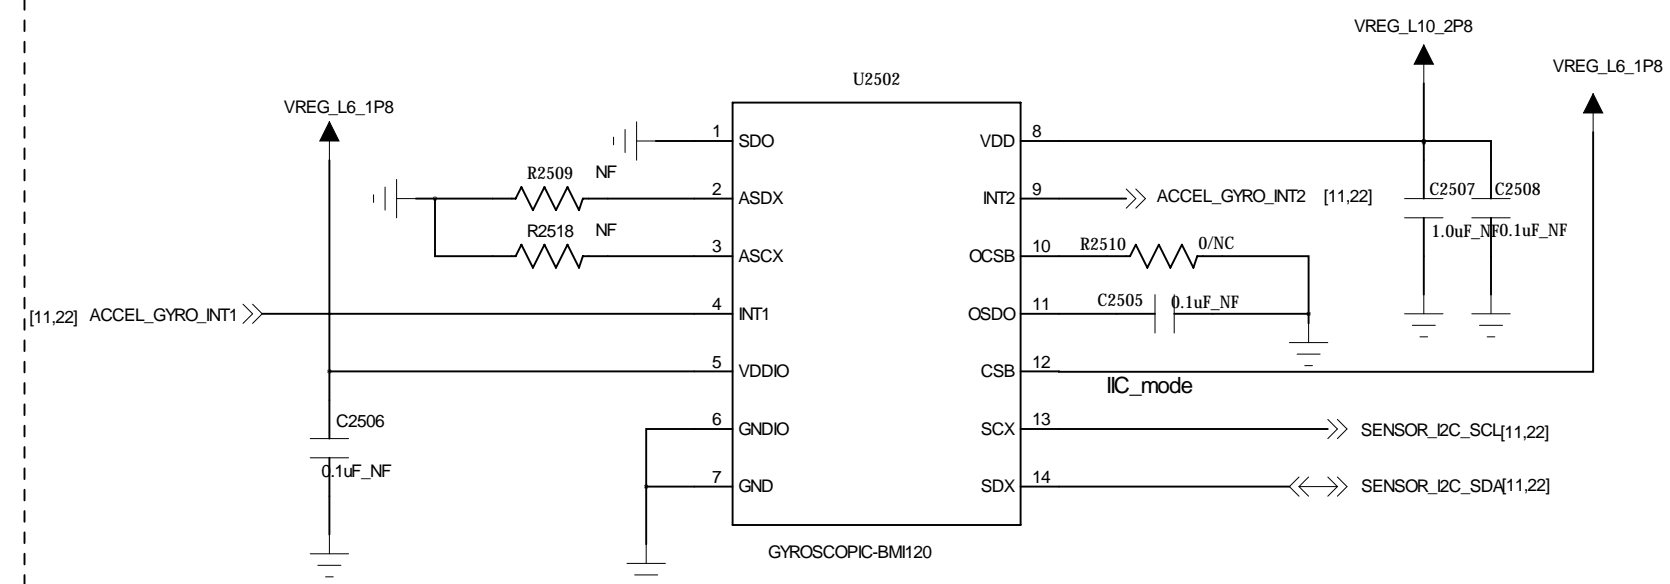 VREG_L10_2P8
VREG_L6_1P8
U2502
VREG_L6_1P8
1 SDO VDD 8
R2509 NF
2 ASDX INT2 9 ACCEL_GYRO_INT2 [11,22]
C2507 C2508
1.0uF_NF 0.1uF_NF
R2518 NF
3 ASCX OCSB 10 R2510 0/NC
[11,22] ACCEL_GYRO_INT1 4 INT1 OSDO 11 C2505 0.1uF_NF
5 VDDIO CSB 12
IIC_mode
C2506
0.1uF_NF
6 GNDIO SCX 13 SENSOR_I2C_SCL[11,22]
7 GND SDX 14 SENSOR_I2C_SDA[11,22]
GYROSCOPIC-BMI120